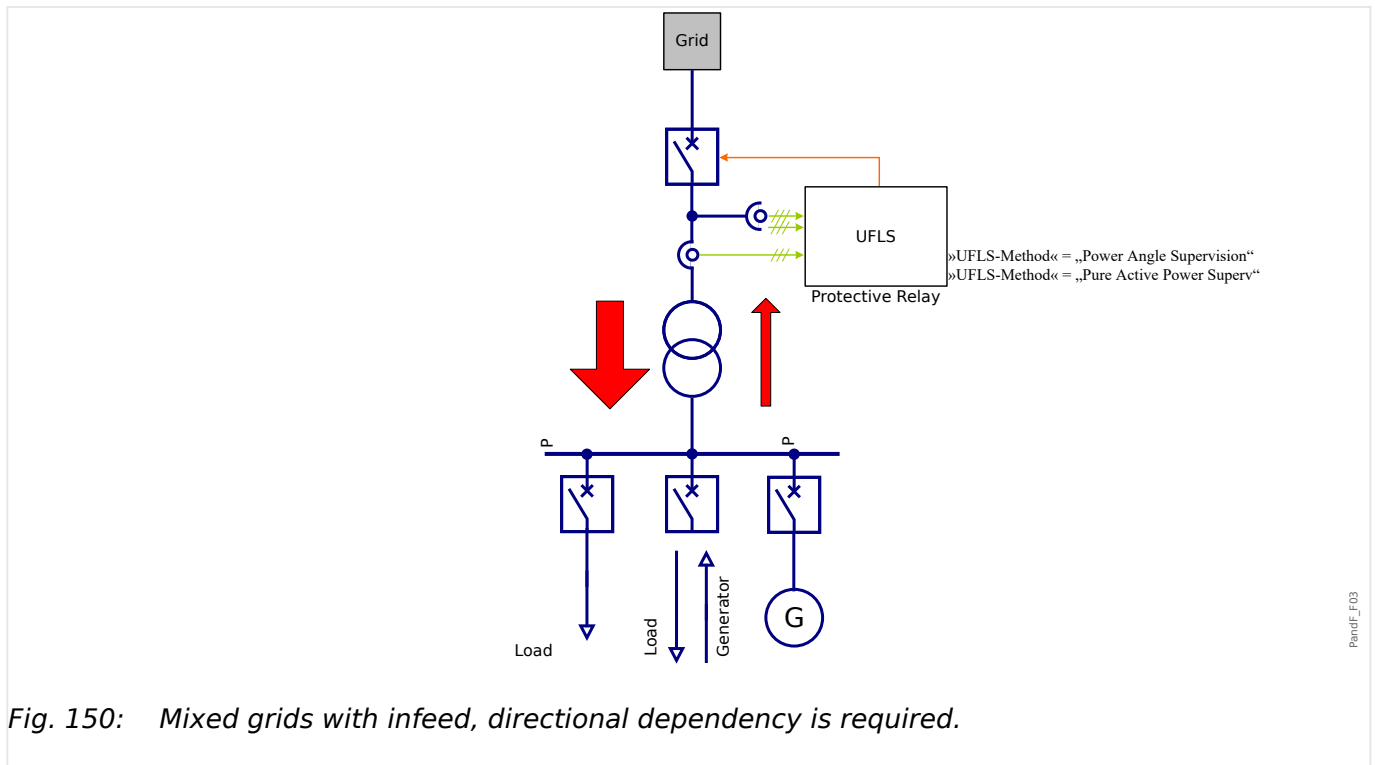 Grid
UFLS
»UFLS-Method« = „Power Angle Supervision“
»UFLS-Method« = „Pure Active Power Superv“
Protective Relay
P
P
Load
Load
Generator
G
PandF_F03
Fig. 150: Mixed grids with infeed, directional dependency is required.